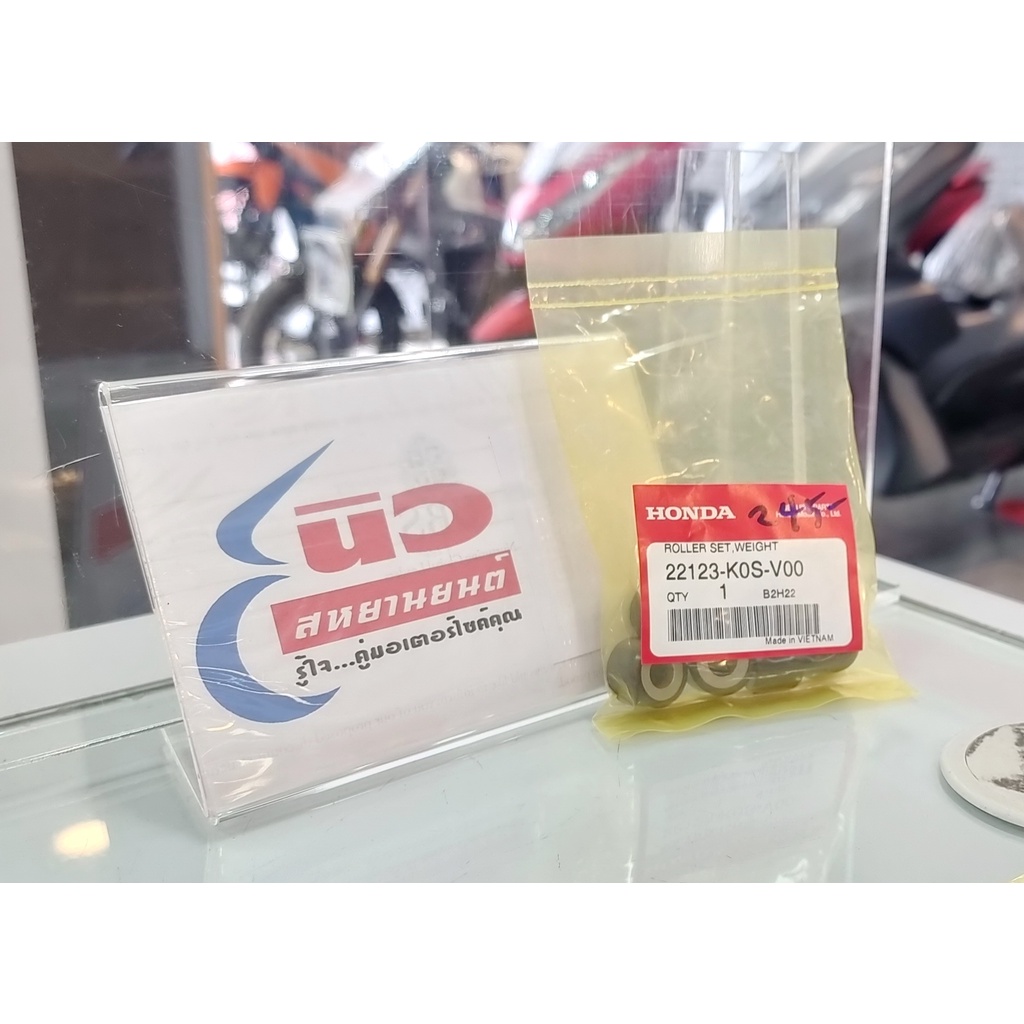 นิว
สหยานยนต์
รู้ใจ...คู่มอเตอร์ไซค์คุณ
HONDA
245-
ROLLER SET,WEIGHT
22123-K0S-V00
QTY 1 B2H22
Made in VIETNAM